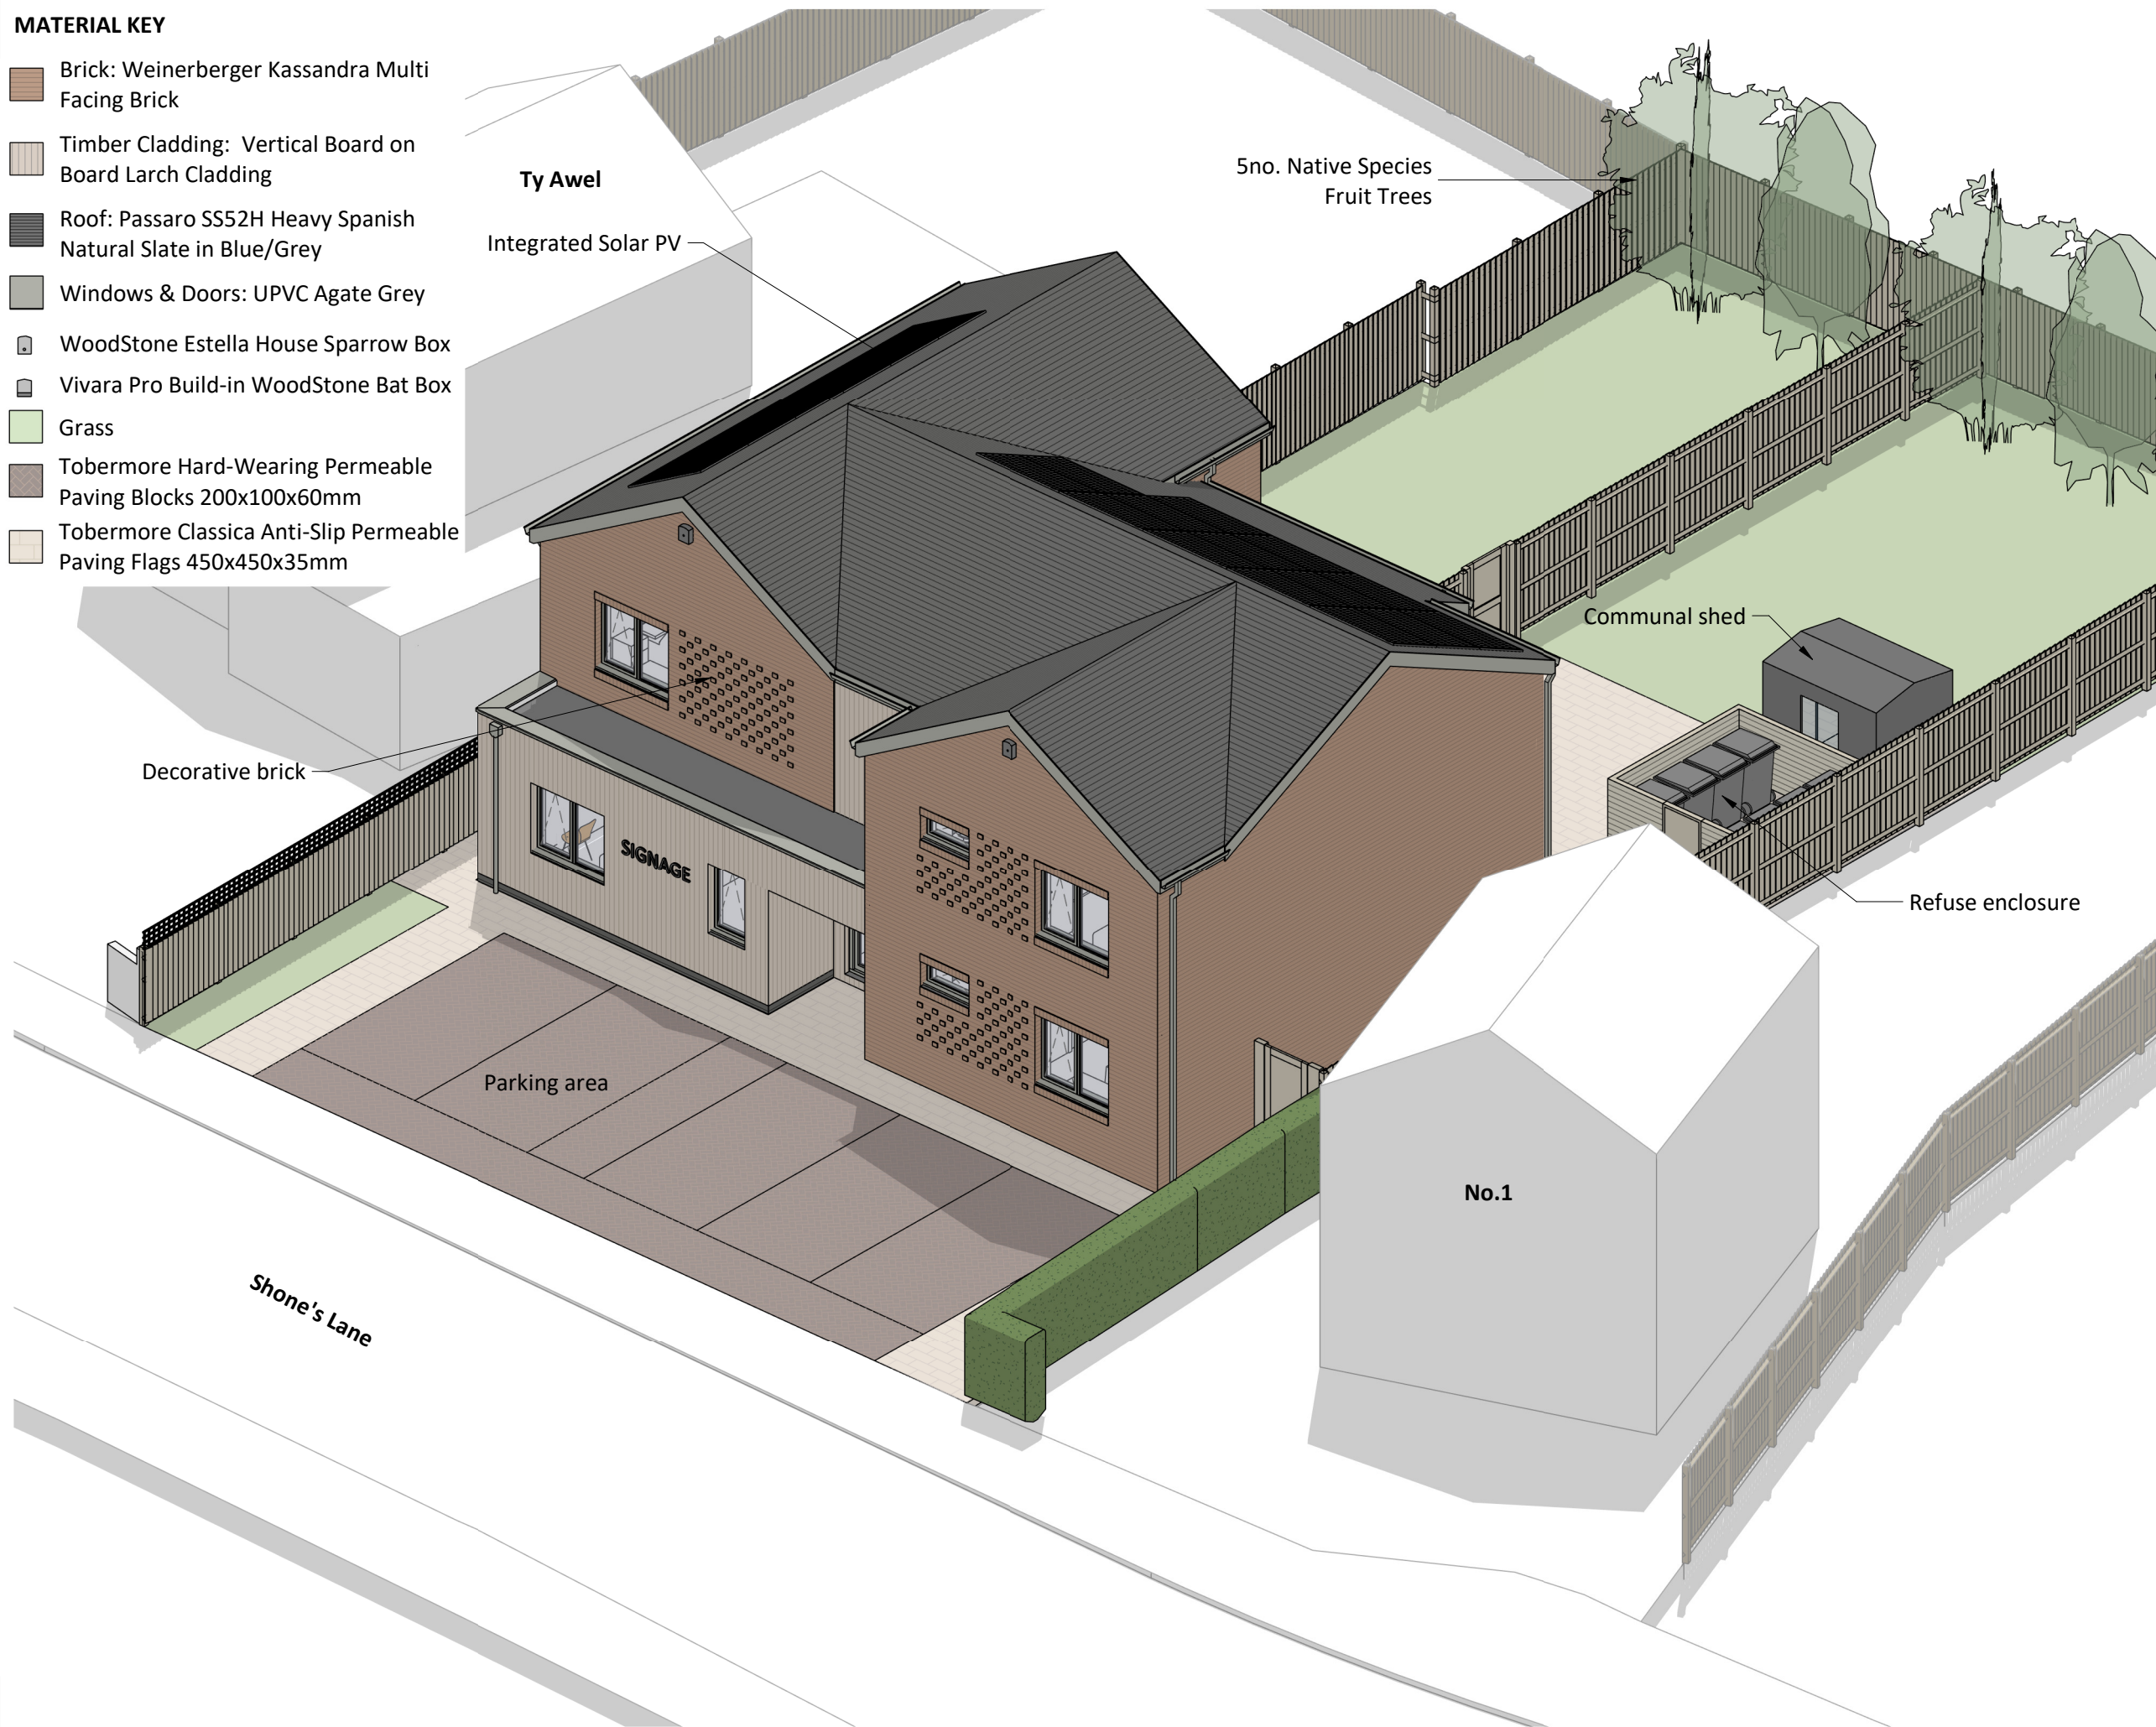 MATERIAL KEY
Brick: Weinerberger Kassandra Multi
Facing Brick
Timber Cladding: Vertical Board on
Board Larch Cladding
Roof: Passaro SS52H Heavy Spanish
Natural Slate in Blue/Grey
Windows & Doors: UPVC Agate Grey
WoodStone Estella House Sparrow Box
Vivara Pro Build-in WoodStone Bat Box
Grass
Tobermore Hard-Wearing Permeable
Paving Blocks 200x100x60mm
Tobermore Classica Anti-Slip Permeable
Paving Flags 450x450x35mm
Ty Awel
Integrated Solar PV
5no. Native Species
Fruit Trees
Communal shed
Decorative brick
SIGNAGE
Refuse enclosure
Parking area
No.1
Shone's Lane